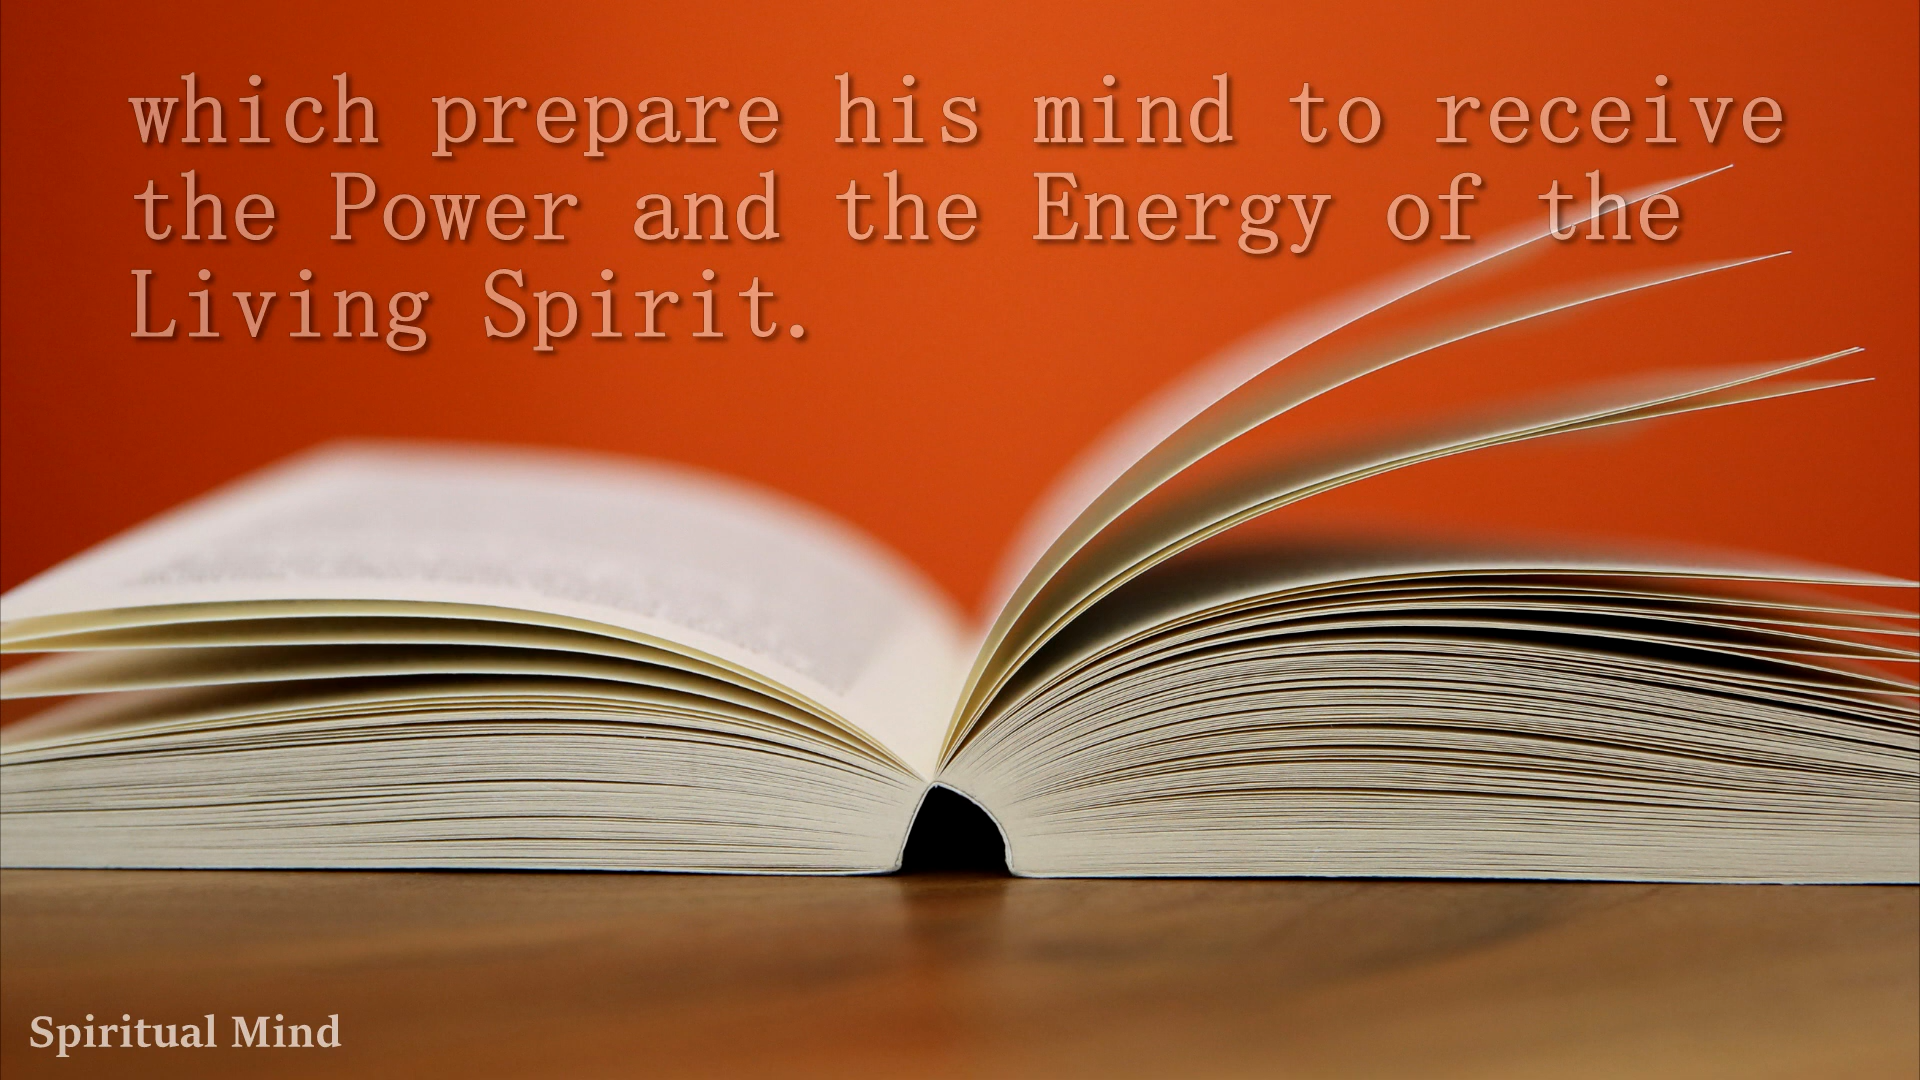 which prepare his mind to receive
the Power and the Energy of the
Living Spirit.
Spiritual Mind